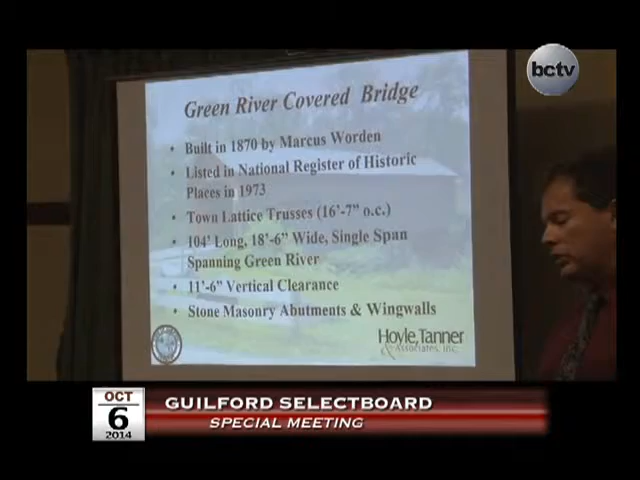 bctv
Green River Covered Bridge
• Built in 1870 by Marcus Worden
• Listed in National Register of Historic
Places in 1973
• Town Lattice Trusses (16'-7" o.c.)
• 104' Long, 18'-6" Wide, Single Span
Spanning Green River
• 11'-6" Vertical Clearance
• Stone Masonry Abutments & Wingwalls
Hoyle, Tanner
& Associates, Inc.
OCT
6
2014
GUILFORD SELECTBOARD
SPECIAL MEETING